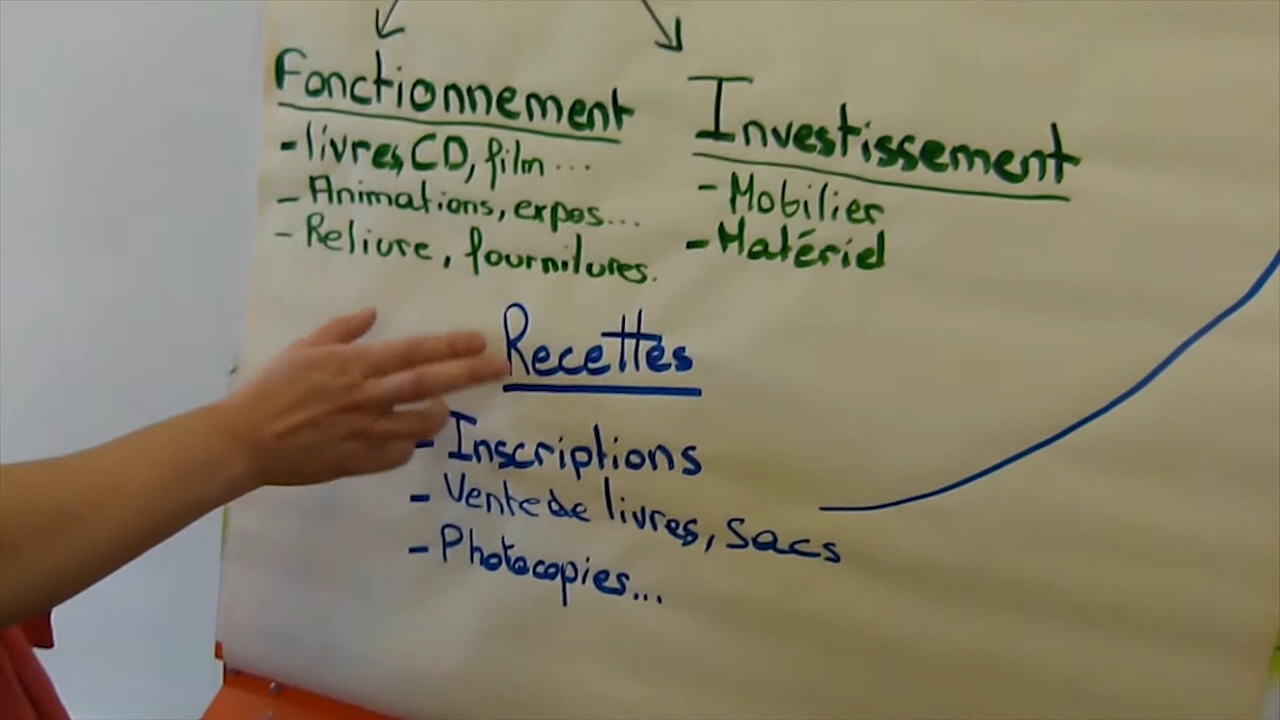 Fonctionnement
- livres, CD, film ...
- Animations, expos...
- Reliure, fournitures.
Investissement
- Mobilier
- Matériel
Recettes
- Inscriptions
- Vente de livres, sacs
- Photocopies...